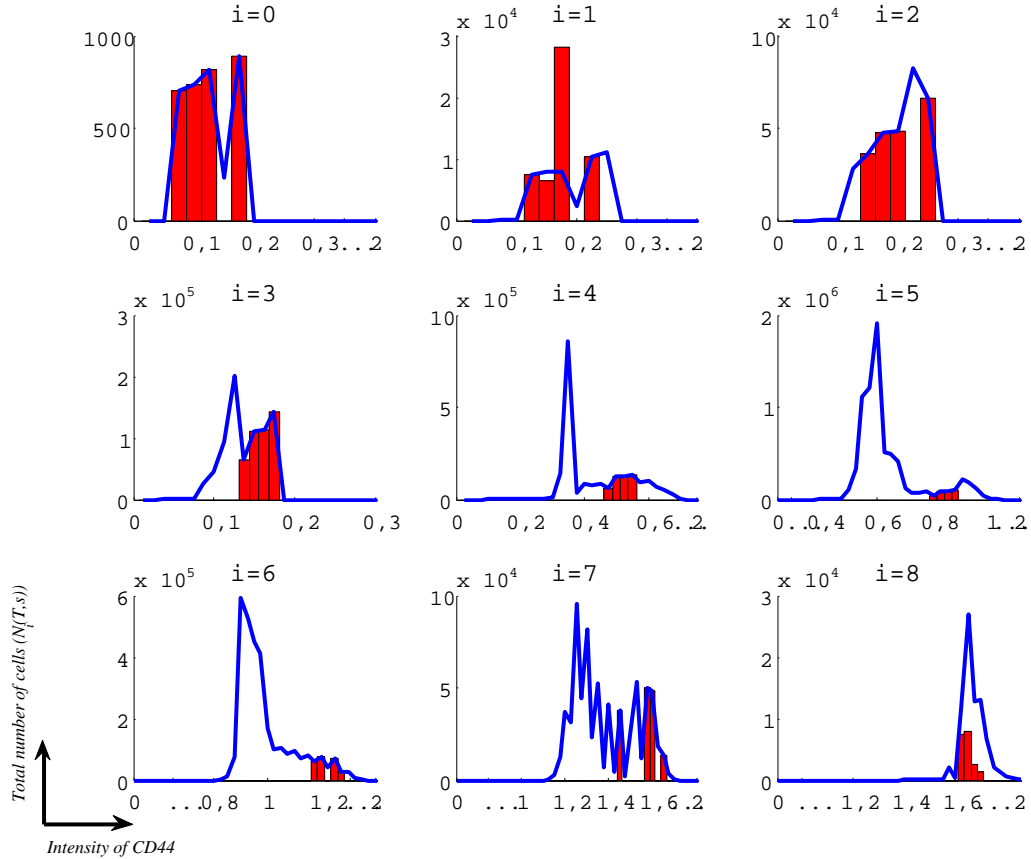 i=0
i=1
i=2
1000
500
0
0 0,1 0,2 0,3...2
x 10^4
3
2
1
0
0 0,1 0,2 0,3...2
x 10^4
10
5
0
0 0,1 0,2 0,3...2
i=3
i=4
i=5
x 10^5
3
2
1
0
0 0,1 0,2 0,3
x 10^5
10
5
0
0 0,2 0,4 0,6...2
x 10^6
2
1
0
0...0,4 0,6 0,8 1...2
i=6
i=7
i=8
x 10^5
6
4
2
0
0 ...0,8 1 1,2...2
x 10^4
10
5
0
0 ...1 1,2 1,4 1,6...2
x 10^4
3
2
1
0
0 ...1,2 1,4 1,6...2
Total number of cells (N_i(T,s))
Intensity of CD44